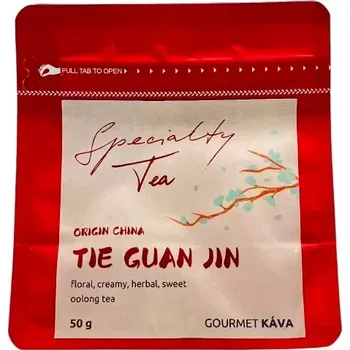 PULL TAB TO OPEN
Specialty
Tea
ORIGIN CHINA
TIE GUAN JIN
floral, creamy, herbal, sweet
oolong tea
50 g
GOURMET KÁVA